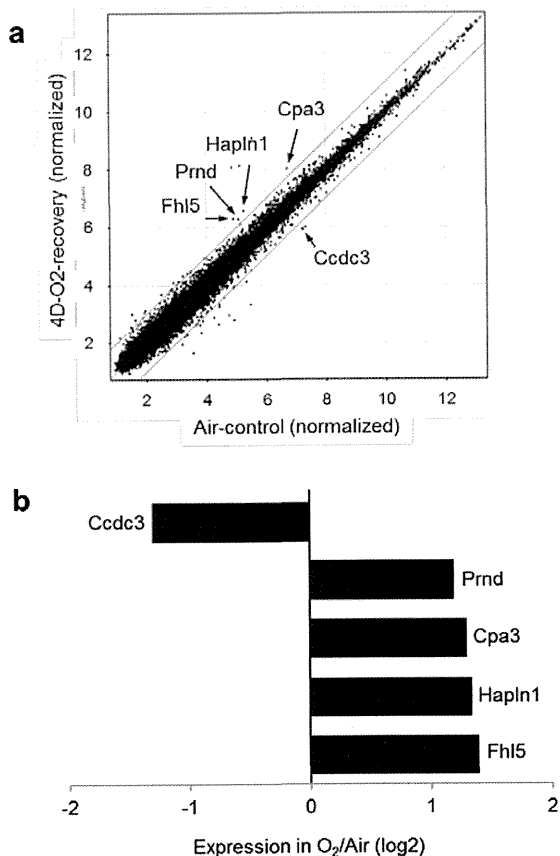 a
4D-O2-recovery (normalized)
12
10
8
6
4
2
Cpa3
Hapln1
Prnd
Fhl5
Ccdc3
2
4
6
8
10
12
Air-control (normalized)
b
Ccdc3
Prnd
Cpa3
Hapln1
Fhl5
-2
-1
0
1
2
Expression in O₂/Air (log2)